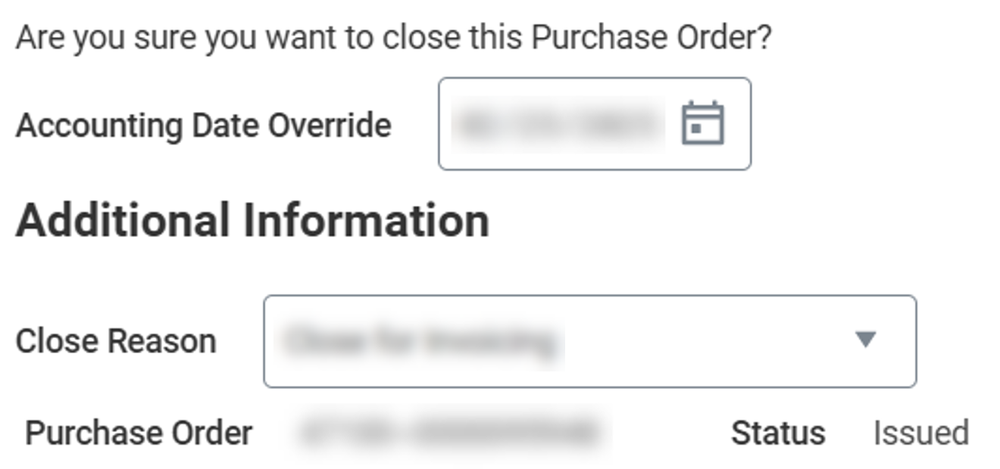 Are you sure you want to close this Purchase Order?
Accounting Date Override
Additional Information
Close Reason
Purchase Order Status Issued